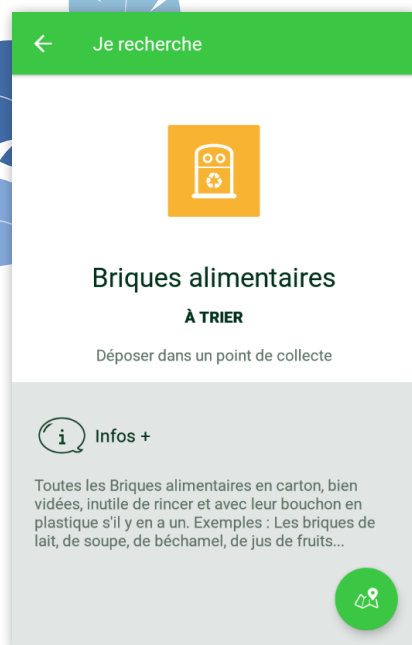 Je recherche
Briques alimentaires
À TRIER
Déposer dans un point de collecte
i Infos +
Toutes les Briques alimentaires en carton, bien
vidées, inutile de rincer et avec leur bouchon en
plastique s'il y en a un. Exemples : Les briques de
lait, de soupe, de béchamel, de jus de fruits...